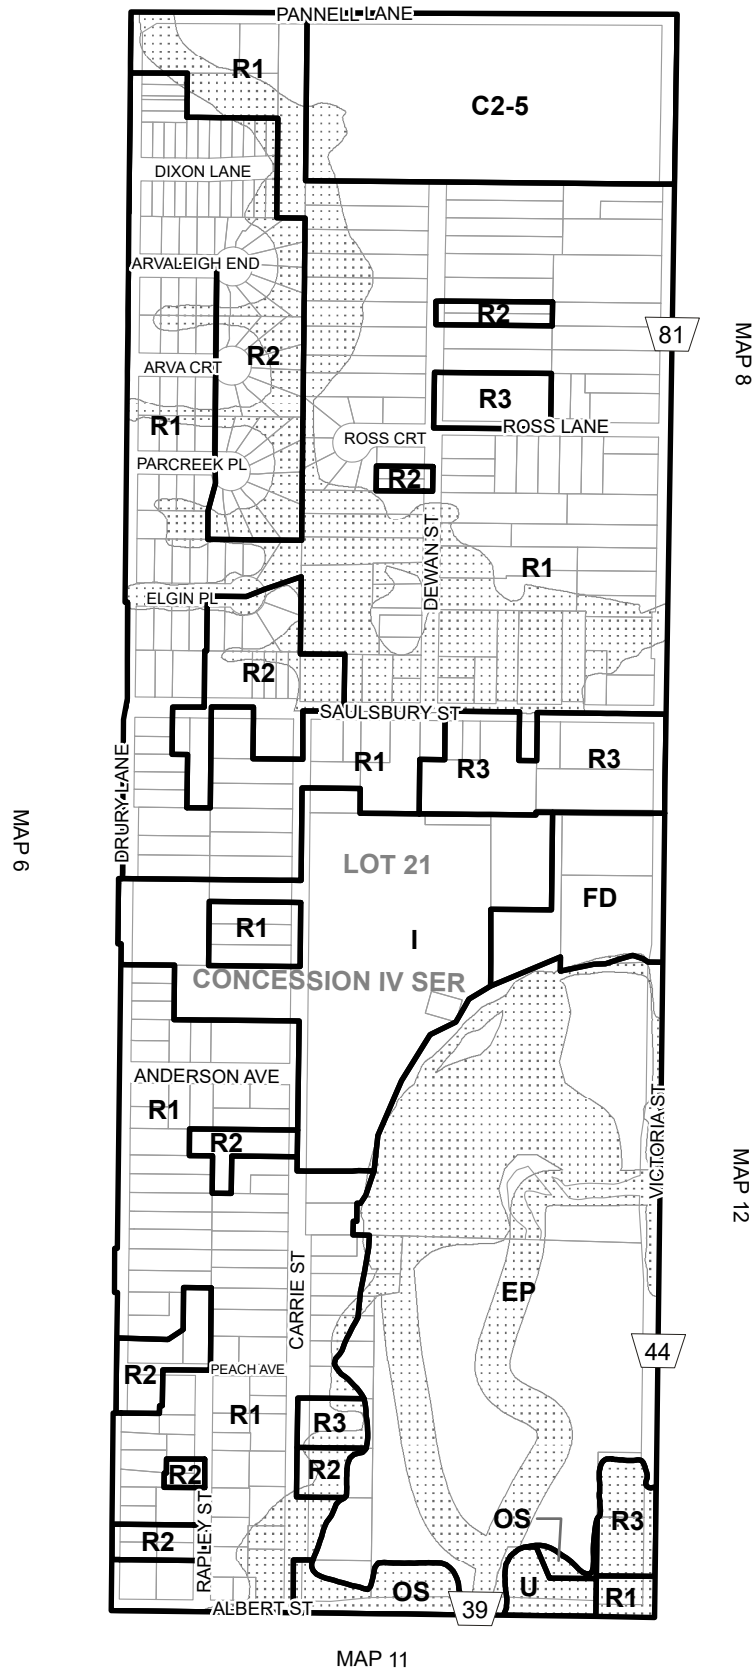 PANNELL LANE
R1
C2-5
DIXON LANE
ARVALEIGH END
R2
81
MAP 8
R2
ARVA CRT
R3
R1
ROSS LANE
ROSS CRT
PARCREEK PL
R2
DEWAN ST
R1
ELGIN PL
R2
SAULSBURY ST
R1
R3
R3
DRURY LANE
MAP 6
LOT 21
FD
R1
I
CONCESSION IV SER
ANDERSON AVE
R1
VICTORIA ST
R2
MAP 12
CARRIE ST
EP
44
PEACH AVE
R2
R1
R3
R2
R2
OS
R3
RAPLEY ST
R2
OS
U
R1
ALBERT ST
39
MAP 11